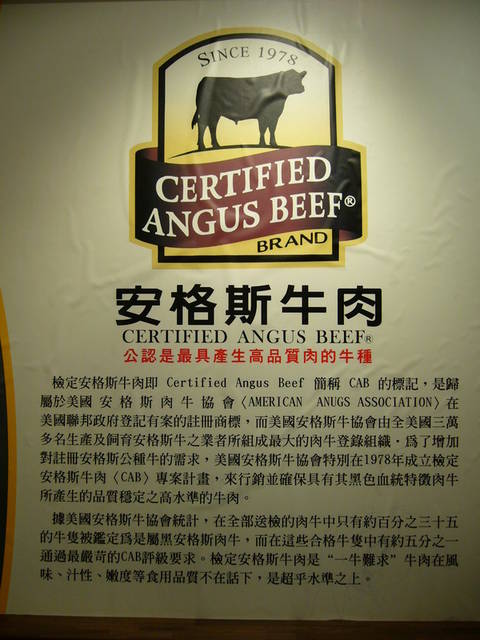 SINCE 1978
CERTIFIED
ANGUS BEEF®
BRAND
安格斯牛肉
CERTIFIED ANGUS BEEF®
公認是最具產生高品質肉的牛種
檢定安格斯牛肉即 Certified Angus Beef 簡稱 CAB 的標記，是歸
屬於美國安格斯肉牛協會〈AMERICAN ANUGS ASSOCIATION〉在
美國聯邦政府登記有案的註冊商標，而美國安格斯牛協會由全美國三萬
多名生產及飼育安格斯牛之業者所組成最大的肉牛登錄組織．為了增加
對註冊安格斯公種牛的需求，美國安格斯牛協會特別在1978年成立檢定
安格斯牛肉〈CAB〉專案計畫，來行銷並確保具有其黑色血統特徵肉牛
所產生的品質穩定之高水準的牛肉。
據美國安格斯牛協會統計，在全部送檢的肉牛中只有約百分之三十五
的牛隻被鑑定為是屬黑安格斯肉牛，而在這些合格牛隻中有約五分之一
通過最嚴苛的CAB評級要求。檢定安格斯牛肉是“一牛難求”牛肉在風
味、汁性、嫩度等食用品質不在話下，是超乎水準之上。